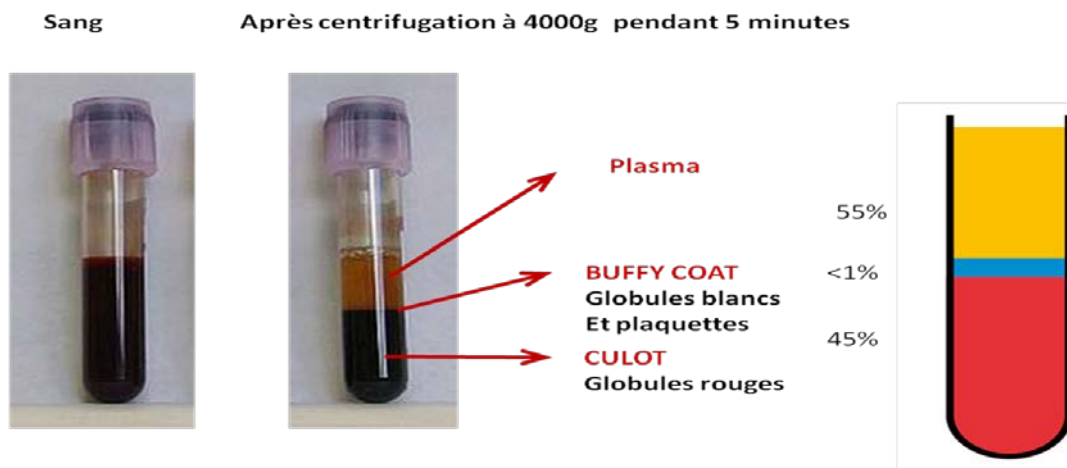 Sang
Après centrifugation à 4000g pendant 5 minutes
Plasma
55%
BUFFY COAT
Globules blancs
Et plaquettes
<1%
CULOT
Globules rouges
45%